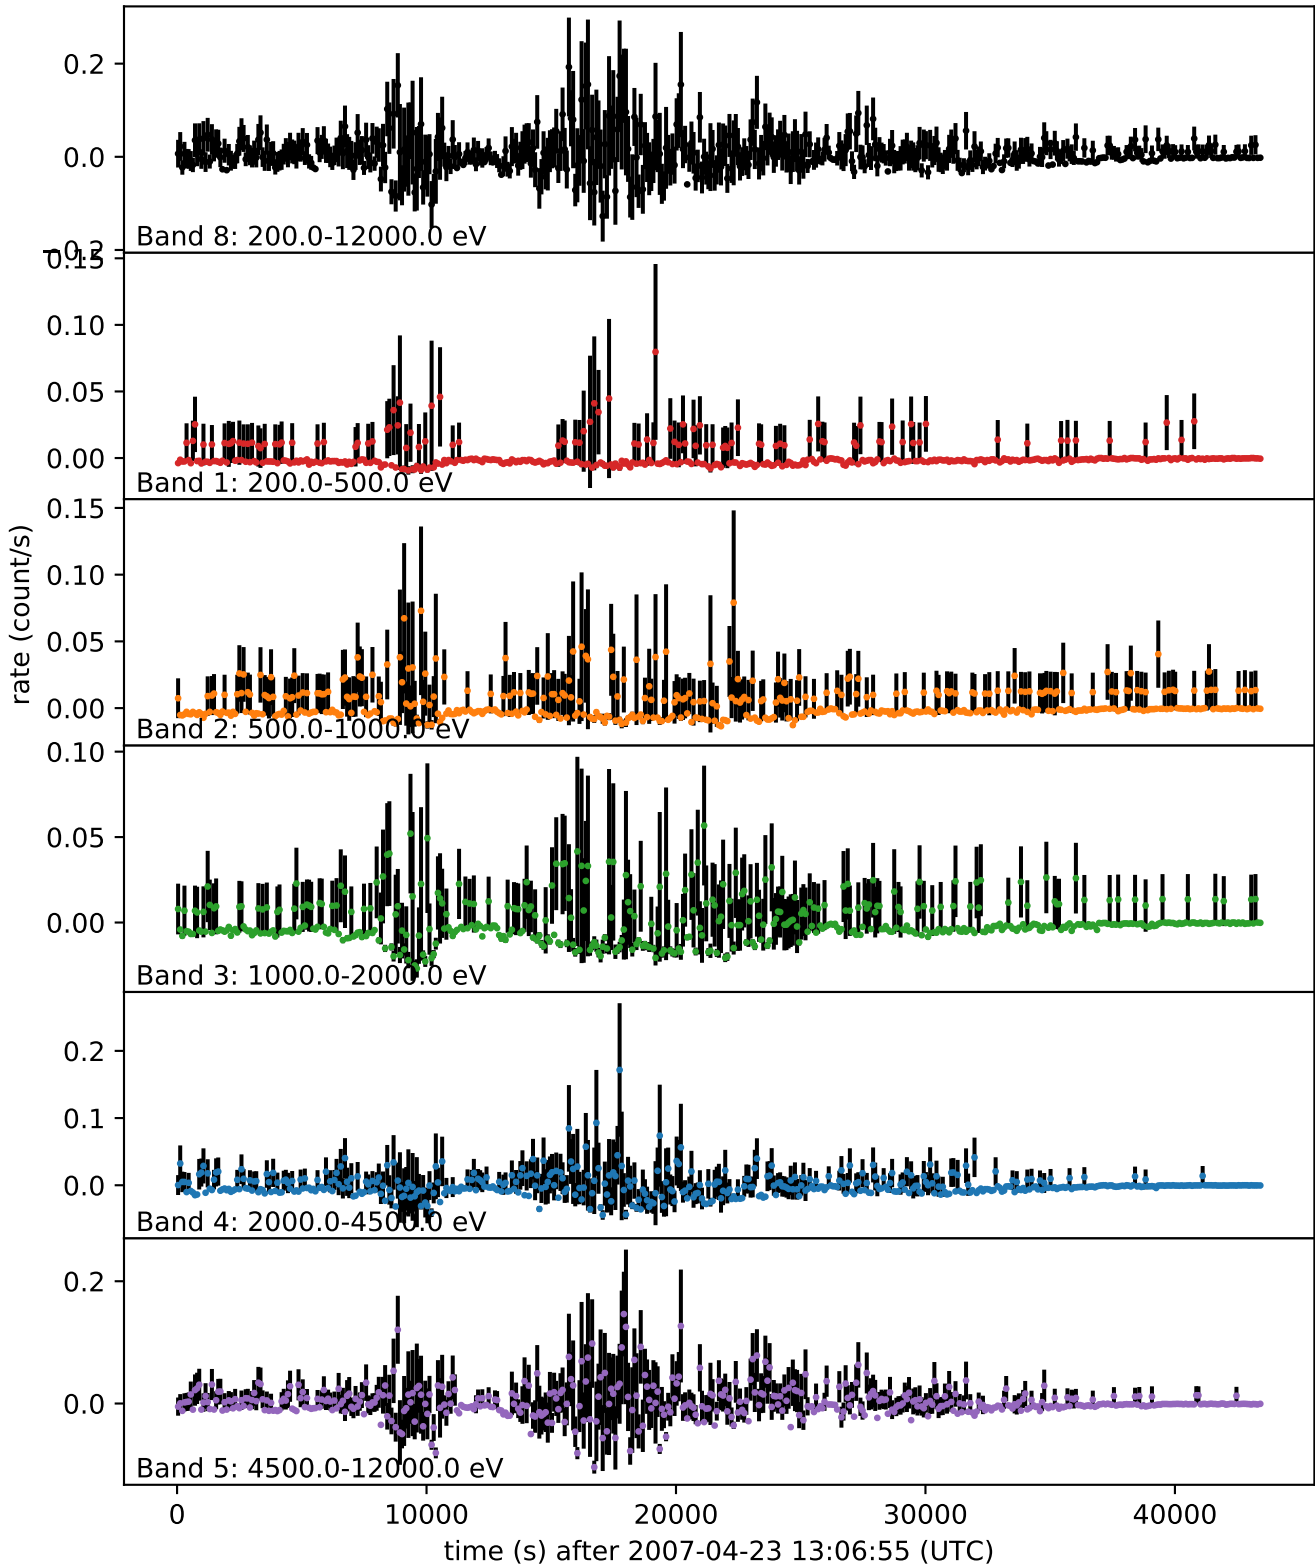 0.2
0.0
−0.2
Band 8: 200.0-12000.0 eV
0.15
0.10
0.05
0.00
Band 1: 200.0-500.0 eV
0.15
0.10
0.05
0.00
Band 2: 500.0-1000.0 eV
rate (count/s)
0.10
0.05
0.00
Band 3: 1000.0-2000.0 eV
0.2
0.1
0.0
Band 4: 2000.0-4500.0 eV
0.2
0.0
Band 5: 4500.0-12000.0 eV
0 10000 20000 30000 40000
time (s) after 2007-04-23 13:06:55 (UTC)